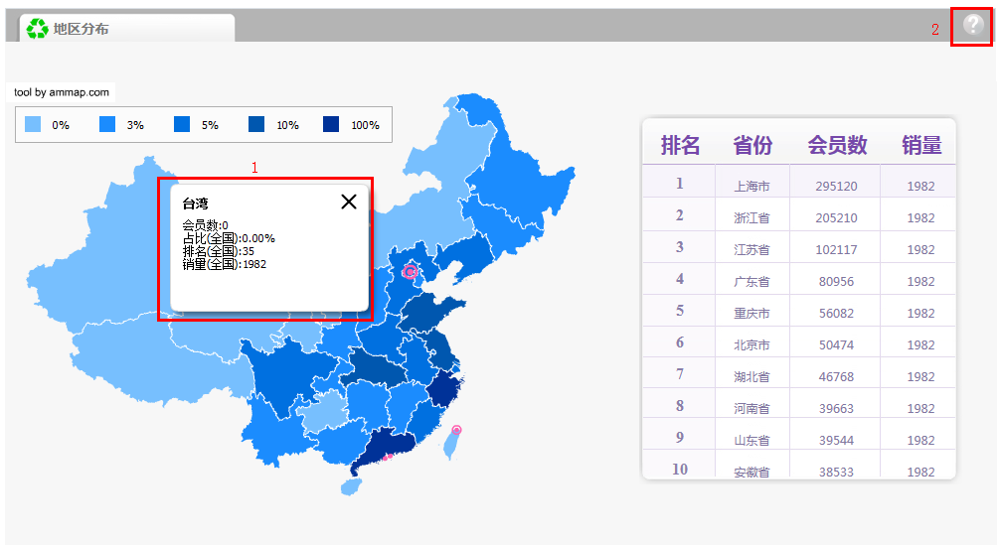 地区分布
2
?
tool by ammap.com
0% 3% 5% 10% 100%
1
台湾
会员数:0
占比(全国):0.00%
排名(全国):35
销量(全国):1982
排名 省份 会员数 销量
1 上海市 295120 1982
2 浙江省 205210 1982
3 江苏省 102117 1982
4 广东省 80956 1982
5 重庆市 56082 1982
6 北京市 50474 1982
7 湖北省 46768 1982
8 河南省 39663 1982
9 山东省 39544 1982
10 安徽省 38533 1982